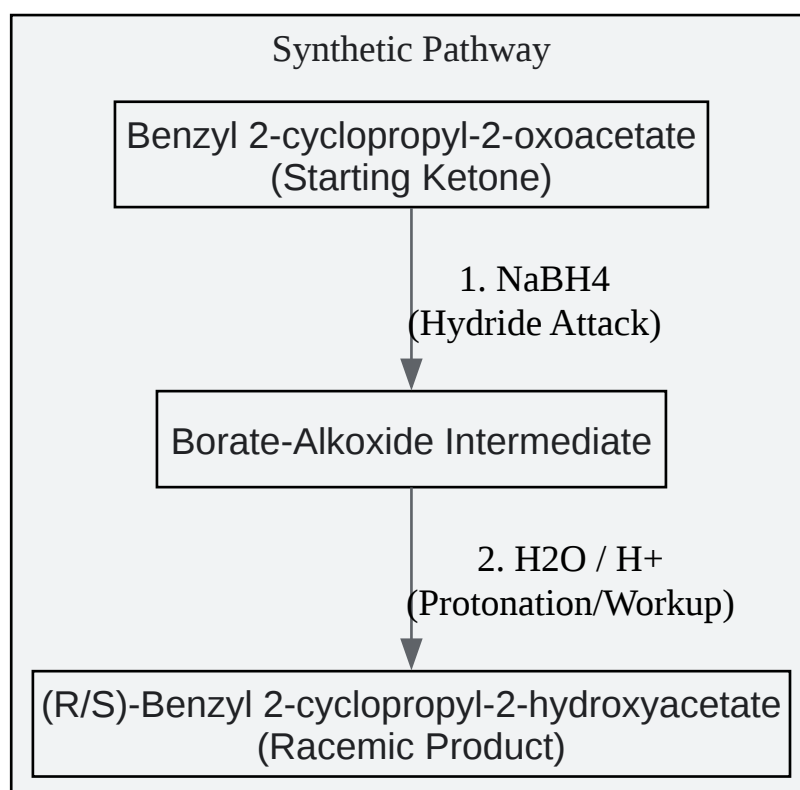 Synthetic Pathway
Benzyl 2-cyclopropyl-2-oxoacetate
(Starting Ketone)
1. NaBH4
(Hydride Attack)
Borate-Alkoxide Intermediate
2. H2O / H+
(Protonation/Workup)
(R/S)-Benzyl 2-cyclopropyl-2-hydroxyacetate
(Racemic Product)